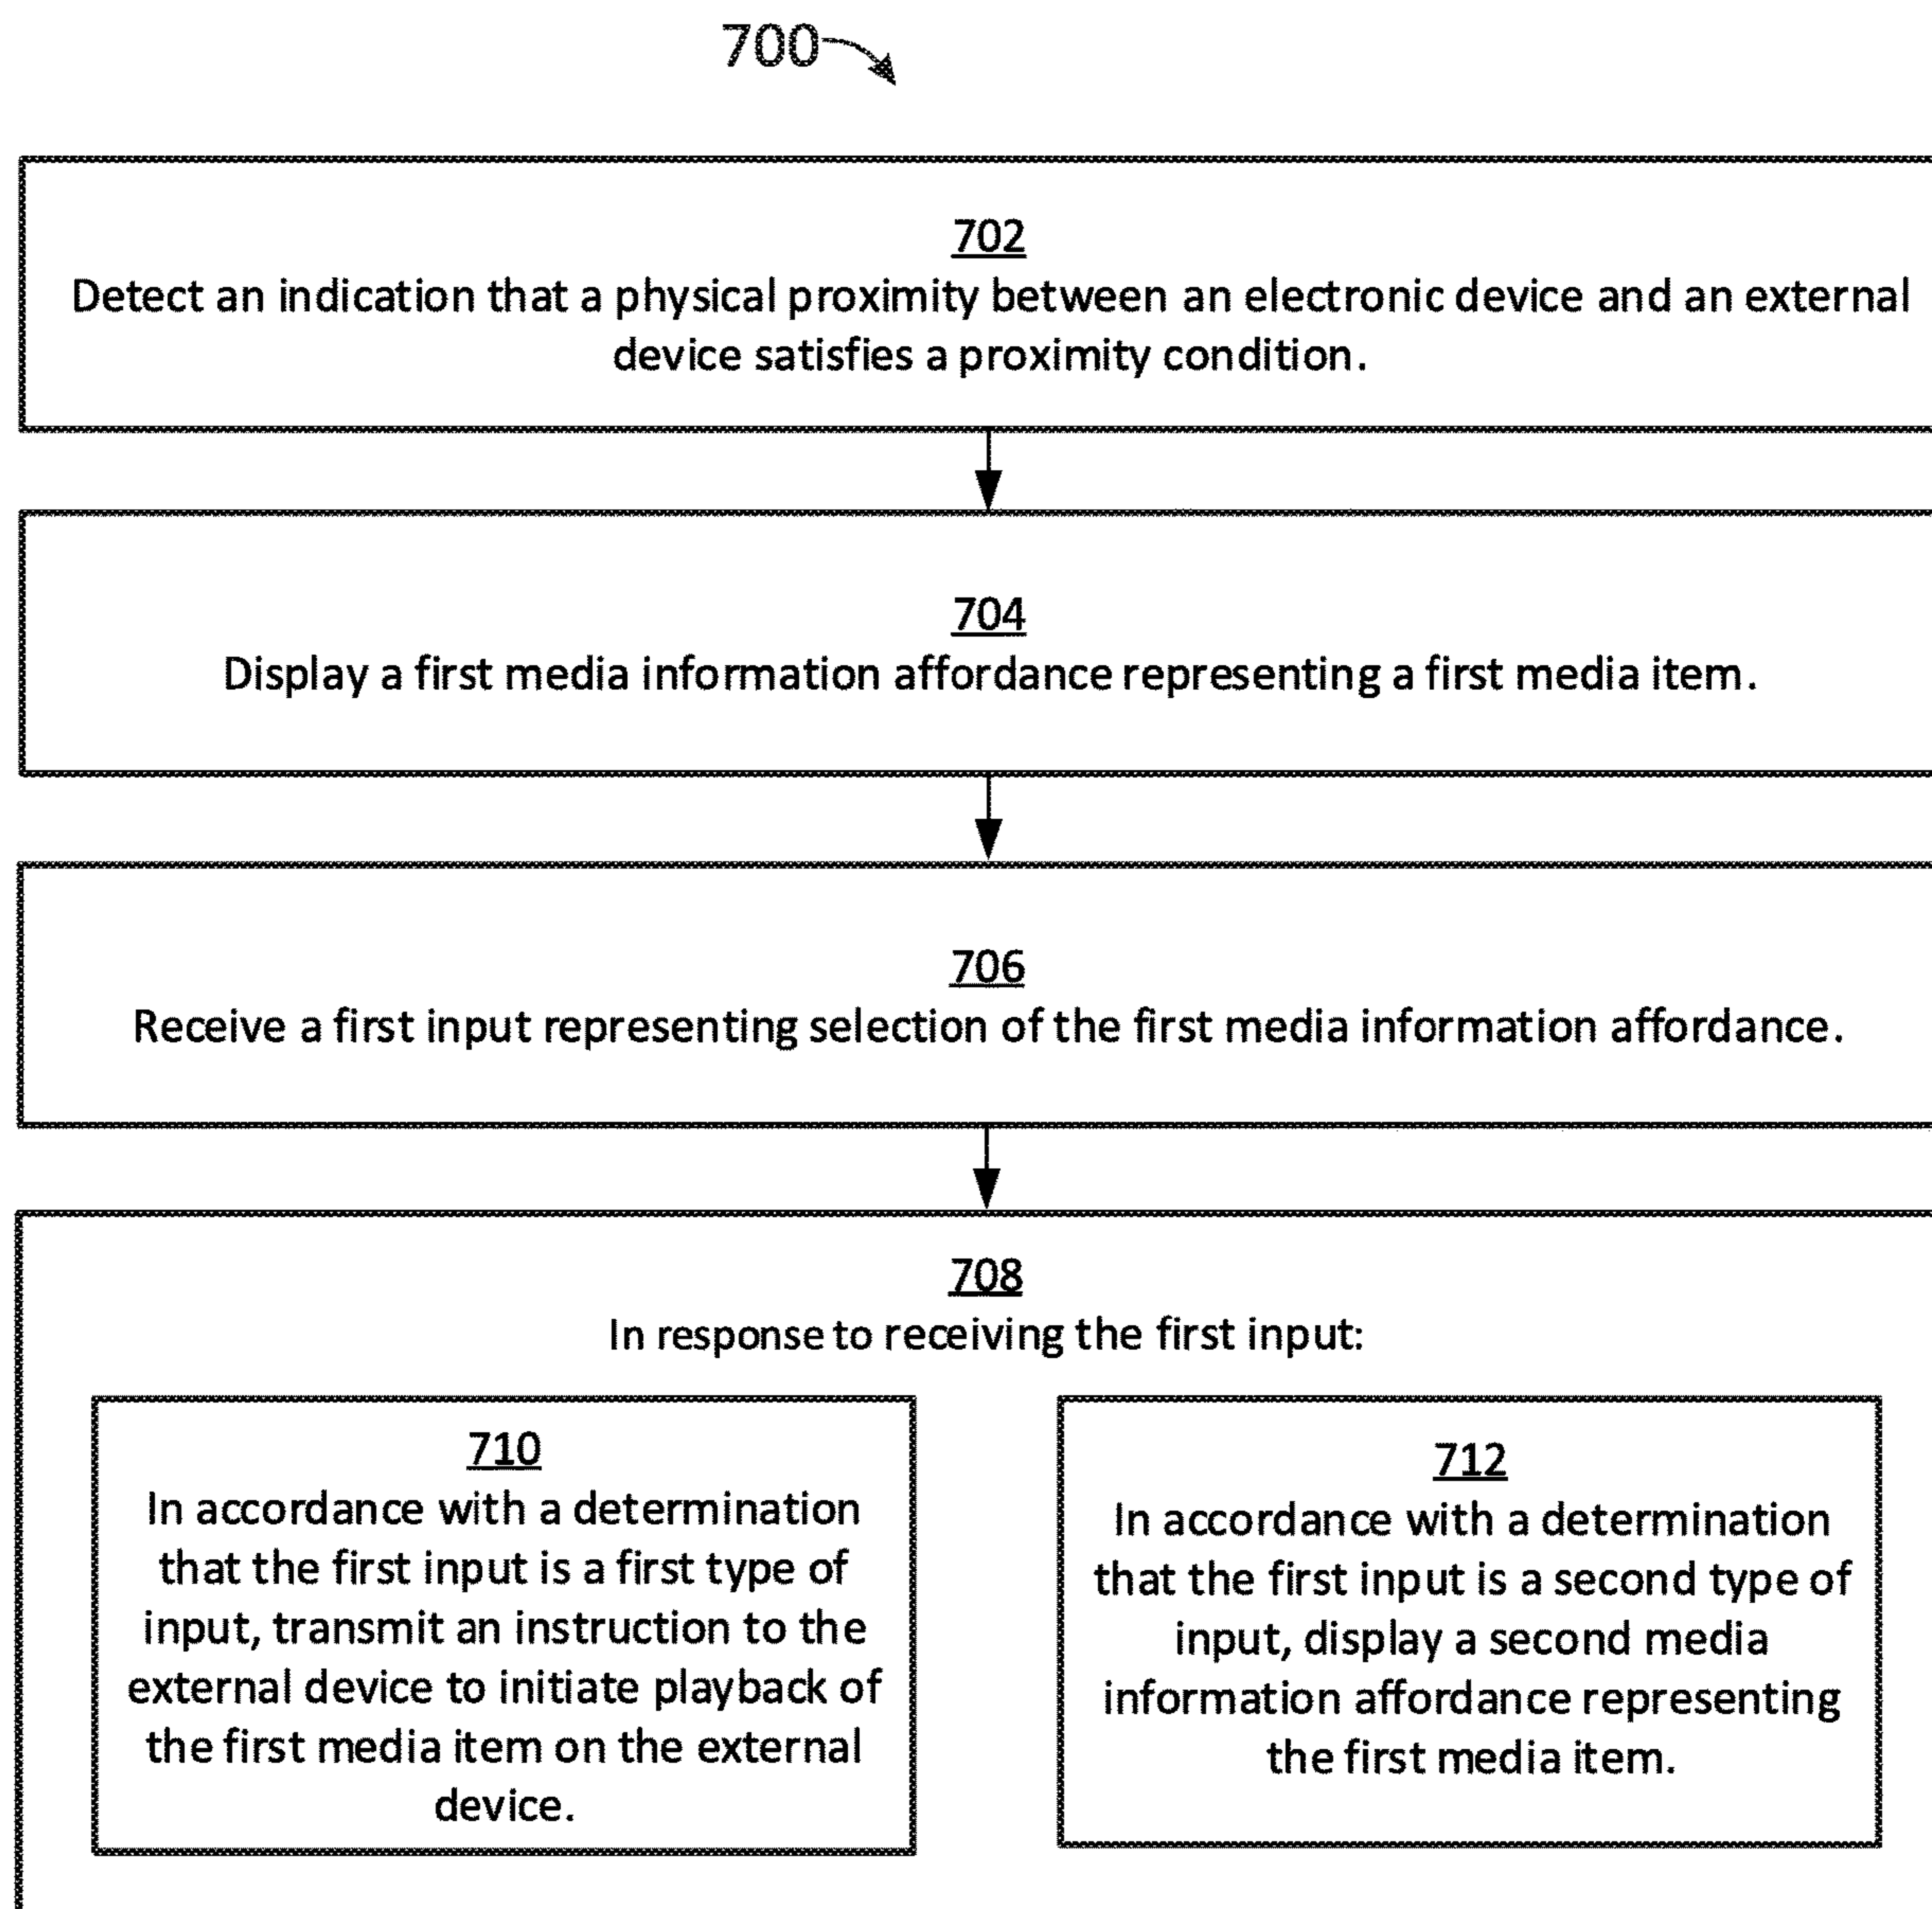 700
702
Detect an indication that a physical proximity between an electronic device and an external
device satisfies a proximity condition.
704
Display a first media information affordance representing a first media item.
706
Receive a first input representing selection of the first media information affordance.
708
In response to receiving the first input:
710
In accordance with a determination
that the first input is a first type of
input, transmit an instruction to the
external device to initiate playback of
the first media item on the external
device.
712
In accordance with a determination
that the first input is a second type of
input, display a second media
information affordance representing
the first media item.